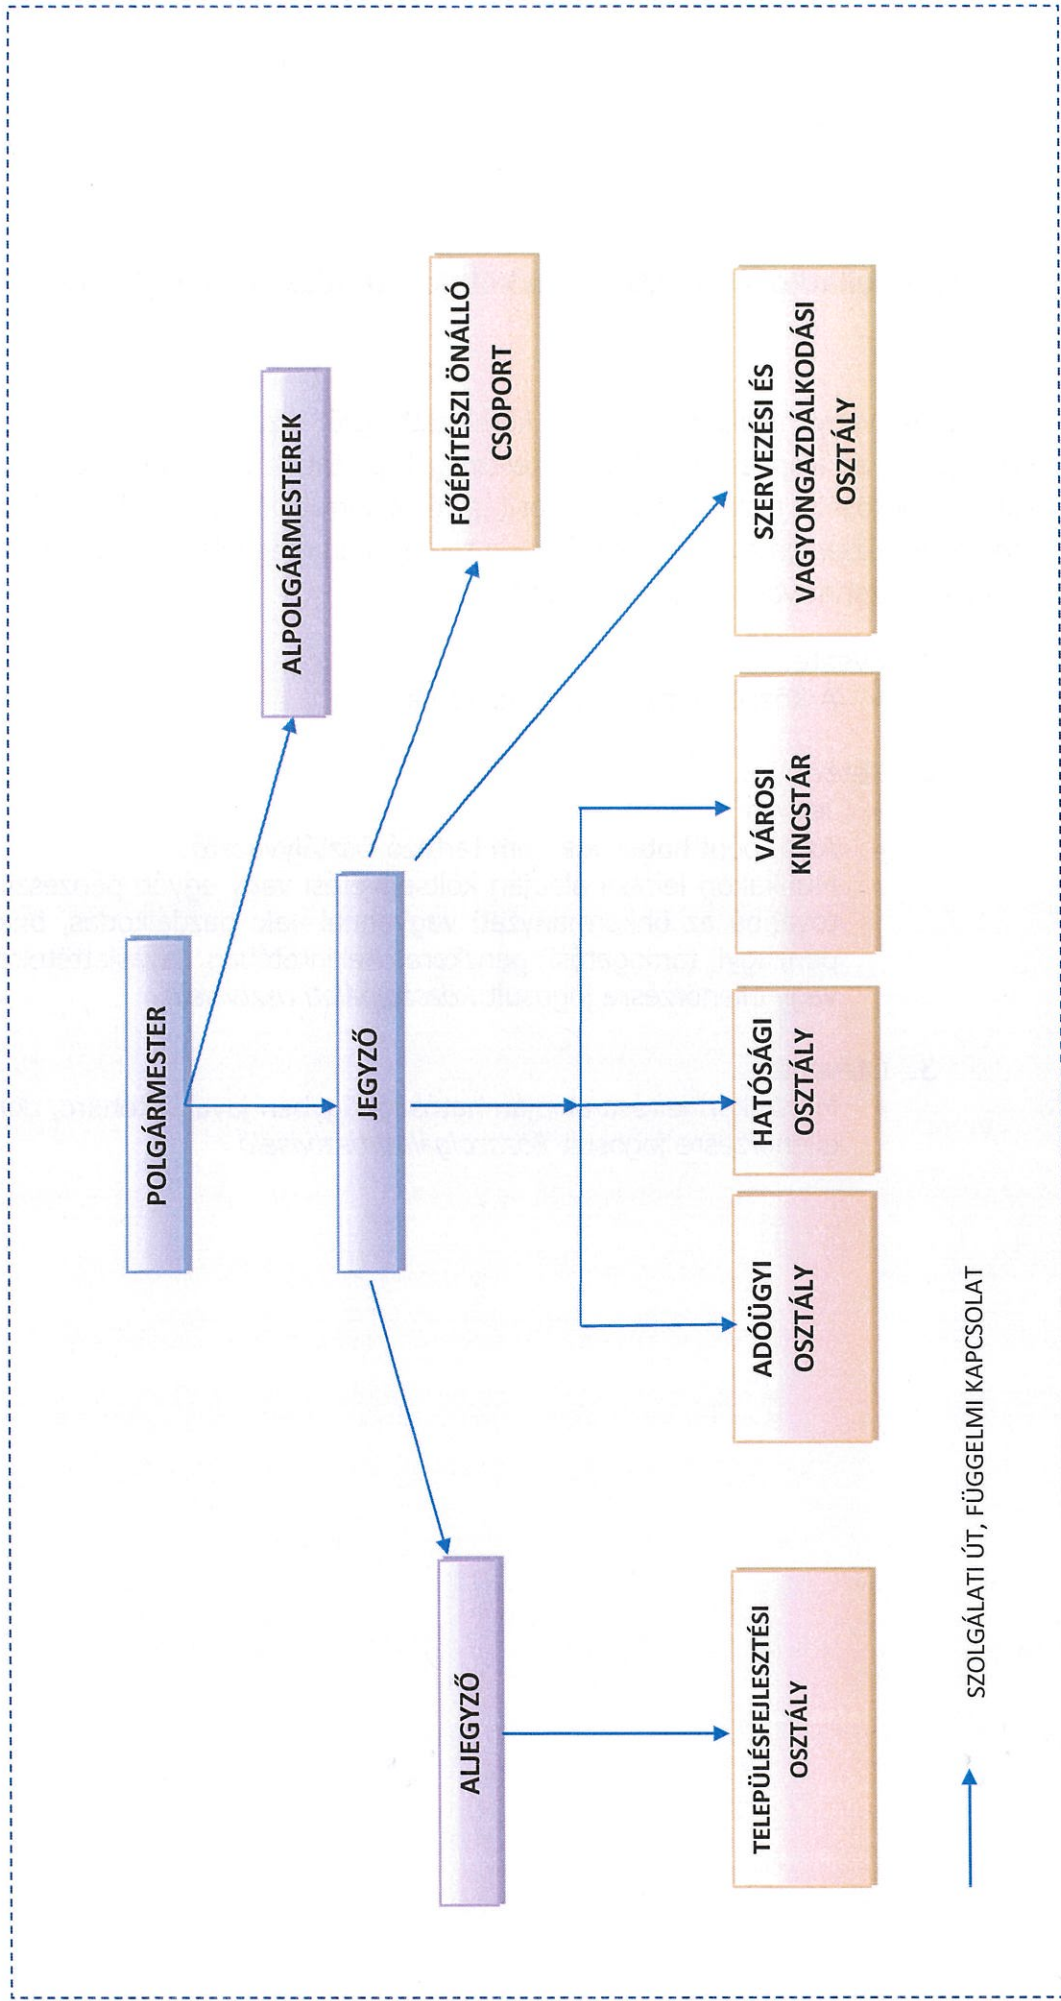 POLGÁRMESTER
ALPOLGÁRMESTEREK
JEGYZŐ
FŐÉPÍTÉSZI ÖNÁLLÓ
CSOPORT
ALJEGYZŐ
TELEPÜLÉSFEJLESZTÉSI
OSZTÁLY
ADÓÜGYI
OSZTÁLY
HATÓSÁGI
OSZTÁLY
VÁROSI
KINCSTÁR
SZERVEZÉSI ÉS
VAGYONGAZDÁLKODÁSI
OSZTÁLY
SZOLGÁLATI ÚT, FÜGGELMI KAPCSOLAT